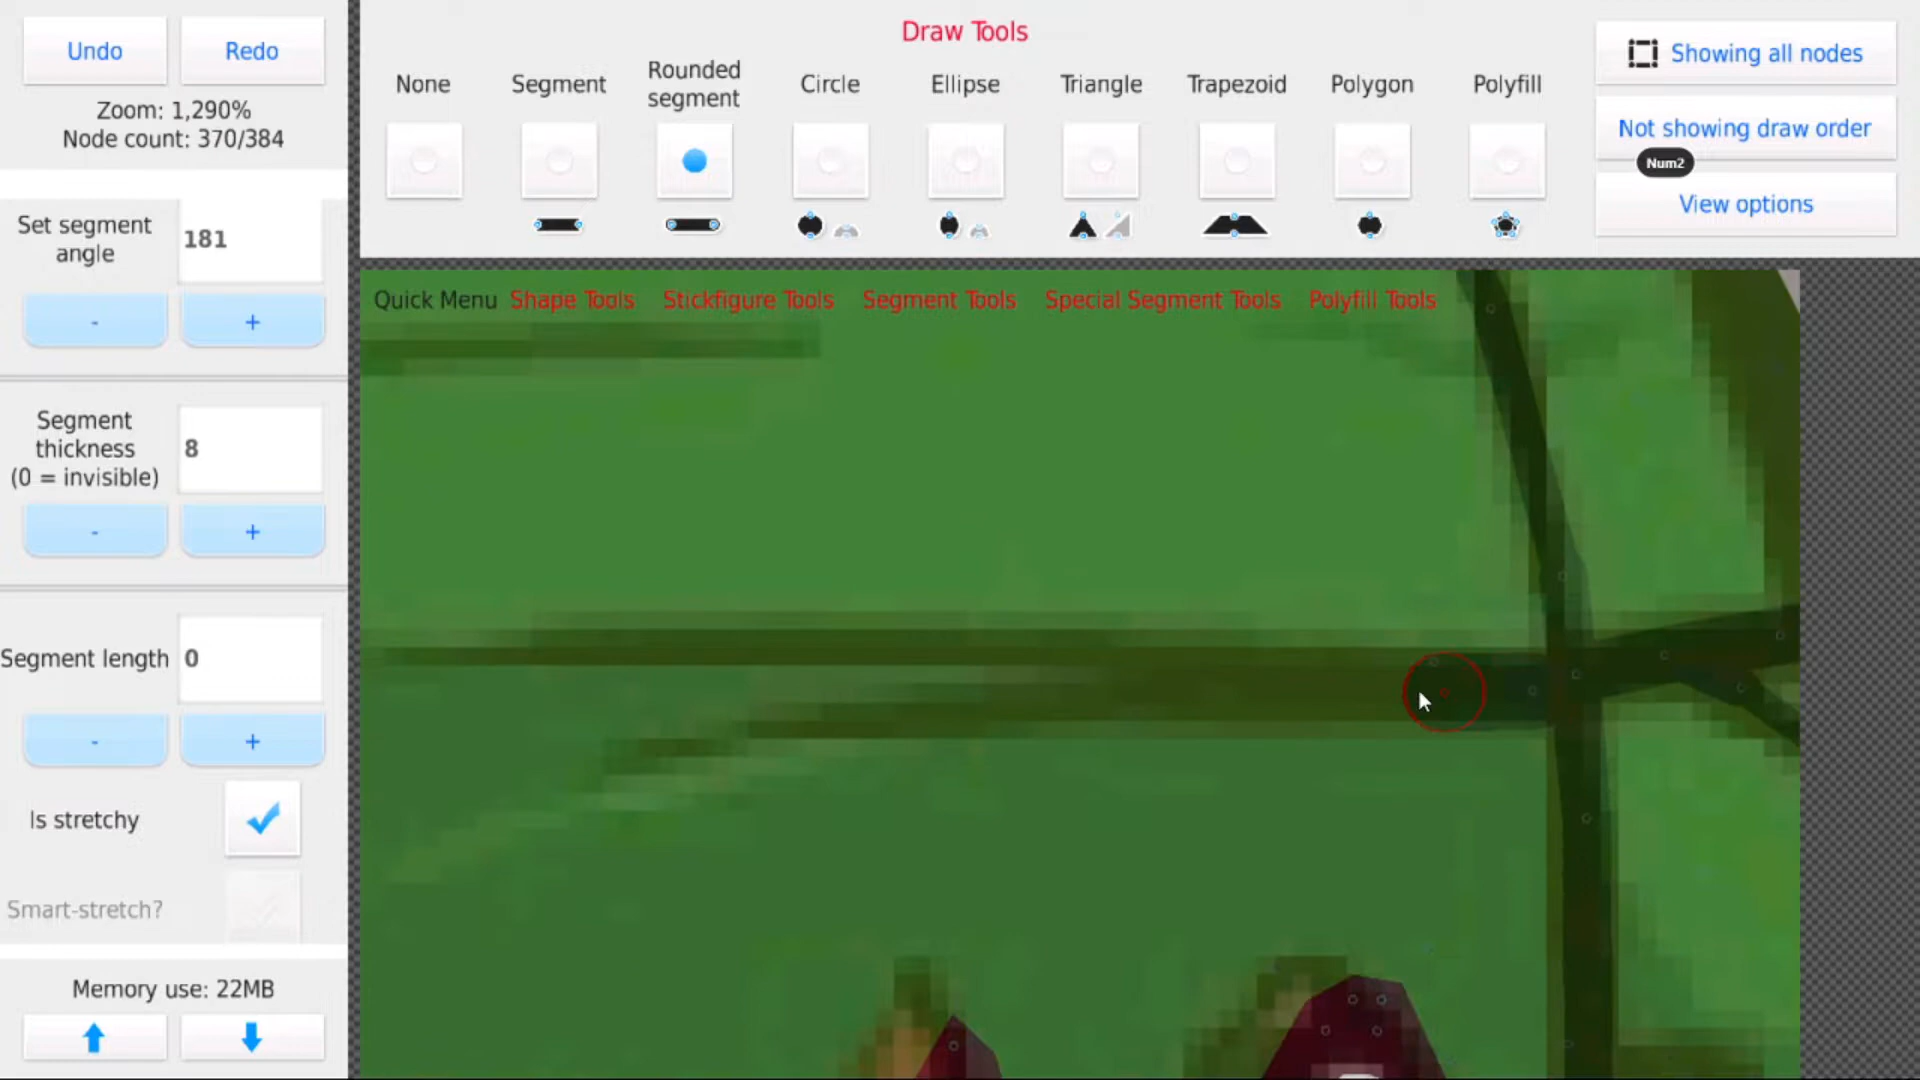 Undo
Redo
Zoom: 1,290%
Node count: 370/384
Set segment
angle
181
-
+
Segment
thickness
(0 = invisible)
8
-
+
Segment length
0
-
+
Is stretchy
Smart-stretch?
Memory use: 22MB
Draw Tools
None
Segment
Rounded
segment
Circle
Ellipse
Triangle
Trapezoid
Polygon
Polyfill
Showing all nodes
Not showing draw order
Num2
View options
Quick Menu
Shape Tools
Stickfigure Tools
Segment Tools
Special Segment Tools
Polyfill Tools